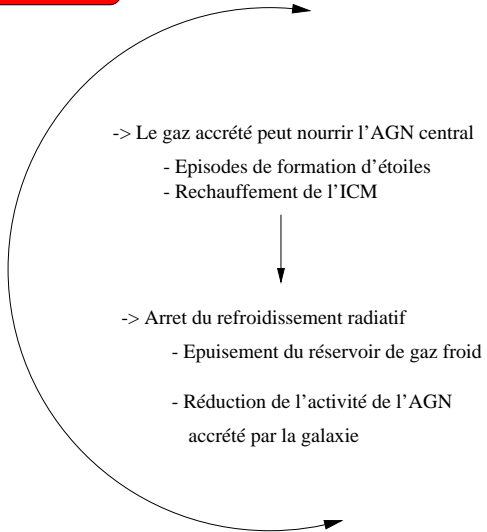 -> Le gaz accrété peut nourrir l'AGN central
- Episodes de formation d'étoiles
- Rechauffement de l'ICM
-> Arret du refroidissement radiatif
- Epuisement du réservoir de gaz froid
- Réduction de l'activité de l'AGN
accrété par la galaxie